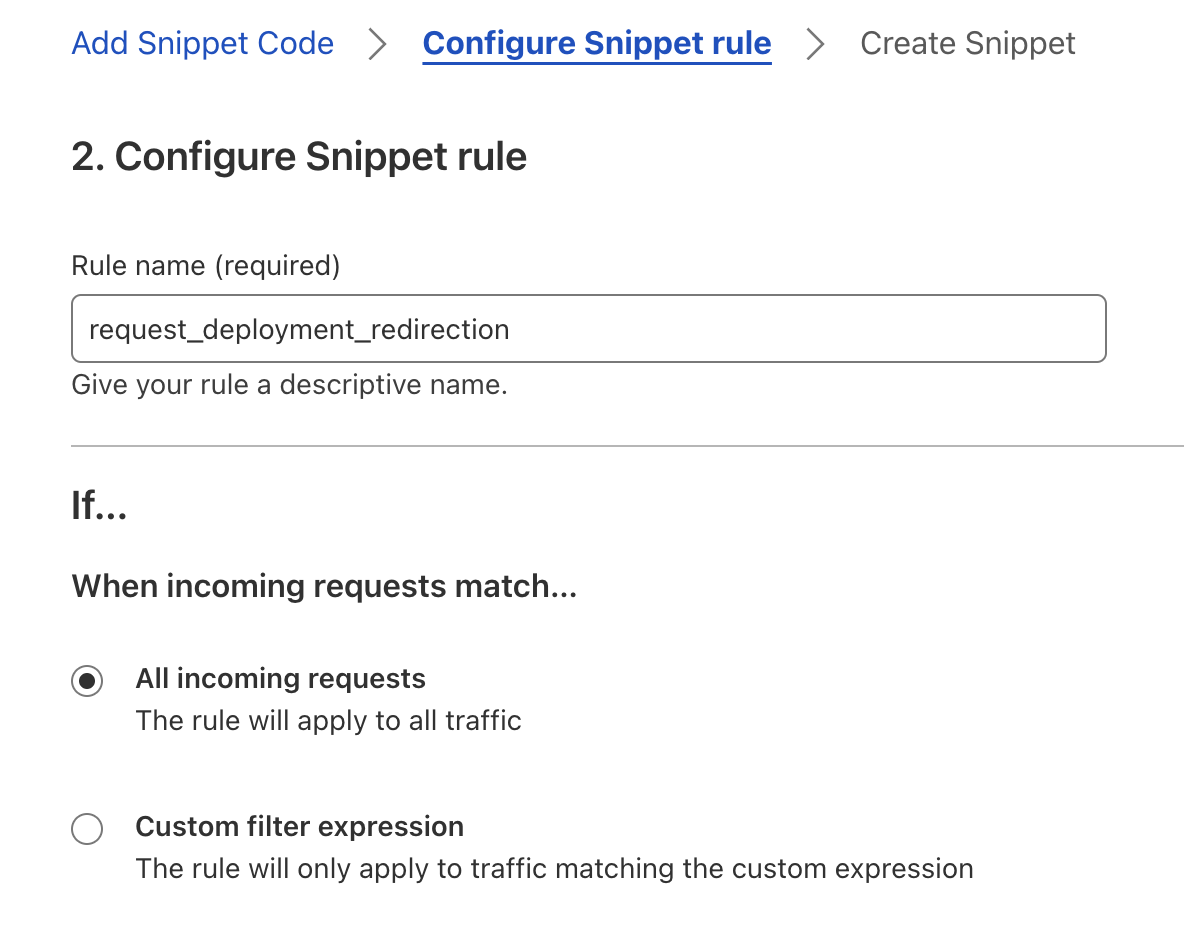 Add Snippet Code > Configure Snippet rule > Create Snippet
2. Configure Snippet rule
Rule name (required)
request_deployment_redirection
Give your rule a descriptive name.
If...
When incoming requests match...
All incoming requests
The rule will apply to all traffic
Custom filter expression
The rule will only apply to traffic matching the custom expression